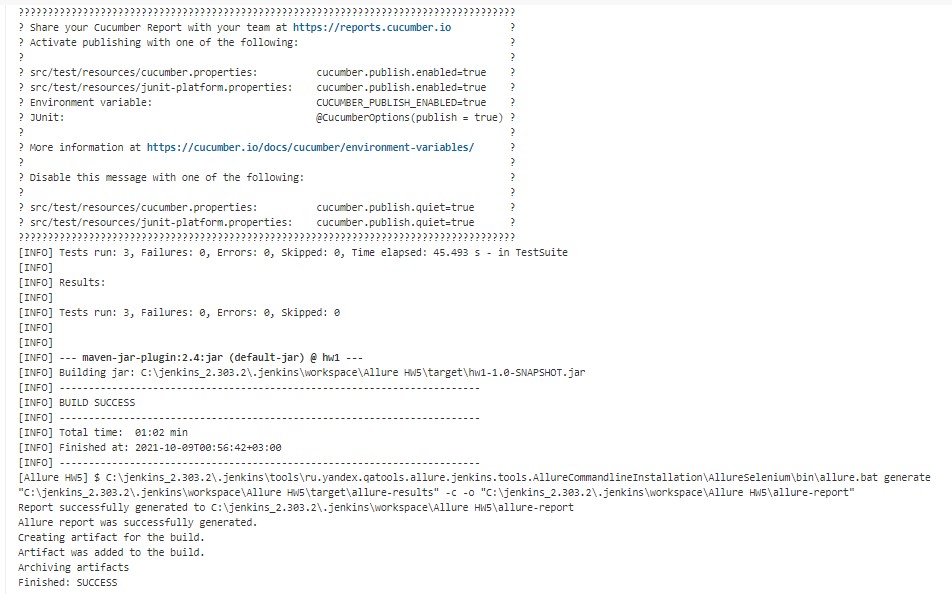 ?????????????????????????????????????????????????????????????????????????????????????
? Share your Cucumber Report with your team at https://reports.cucumber.io ?
? Activate publishing with one of the following: ?
? ?
? src/test/resources/cucumber.properties: cucumber.publish.enabled=true ?
? src/test/resources/junit-platform.properties: cucumber.publish.enabled=true ?
? Environment variable: CUCUMBER_PUBLISH_ENABLED=true ?
? JUnit: @CucumberOptions(publish = true) ?
? ?
? More information at https://cucumber.io/docs/cucumber/environment-variables/ ?
? ?
? Disable this message with one of the following: ?
? ?
? src/test/resources/cucumber.properties: cucumber.publish.quiet=true ?
? src/test/resources/junit-platform.properties: cucumber.publish.quiet=true ?
?????????????????????????????????????????????????????????????????????????????????????
[INFO] Tests run: 3, Failures: 0, Errors: 0, Skipped: 0, Time elapsed: 45.493 s - in TestSuite
[INFO]
[INFO] Results:
[INFO]
[INFO] Tests run: 3, Failures: 0, Errors: 0, Skipped: 0
[INFO]
[INFO]
[INFO] --- maven-jar-plugin:2.4:jar (default-jar) @ hw1 ---
[INFO] Building jar: C:\jenkins_2.303.2\.jenkins\workspace\Allure HW5\target\hw1-1.0-SNAPSHOT.jar
[INFO] ------------------------------------------------------------------------
[INFO] BUILD SUCCESS
[INFO] ------------------------------------------------------------------------
[INFO] Total time:  01:02 min
[INFO] Finished at: 2021-10-09T00:56:42+03:00
[INFO] ------------------------------------------------------------------------
[Allure HW5] $ C:\jenkins_2.303.2\.jenkins\tools\ru.yandex.qatools.allure.jenkins.tools.AllureCommandlineInstallation\AllureSelenium\bin\allure.bat generate
"C:\jenkins_2.303.2\.jenkins\workspace\Allure HW5\target\allure-results" -c -o "C:\jenkins_2.303.2\.jenkins\workspace\Allure HW5\allure-report"
Report successfully generated to C:\jenkins_2.303.2\.jenkins\workspace\Allure HW5\allure-report
Allure report was successfully generated.
Creating artifact for the build.
Artifact was added to the build.
Archiving artifacts
Finished: SUCCESS